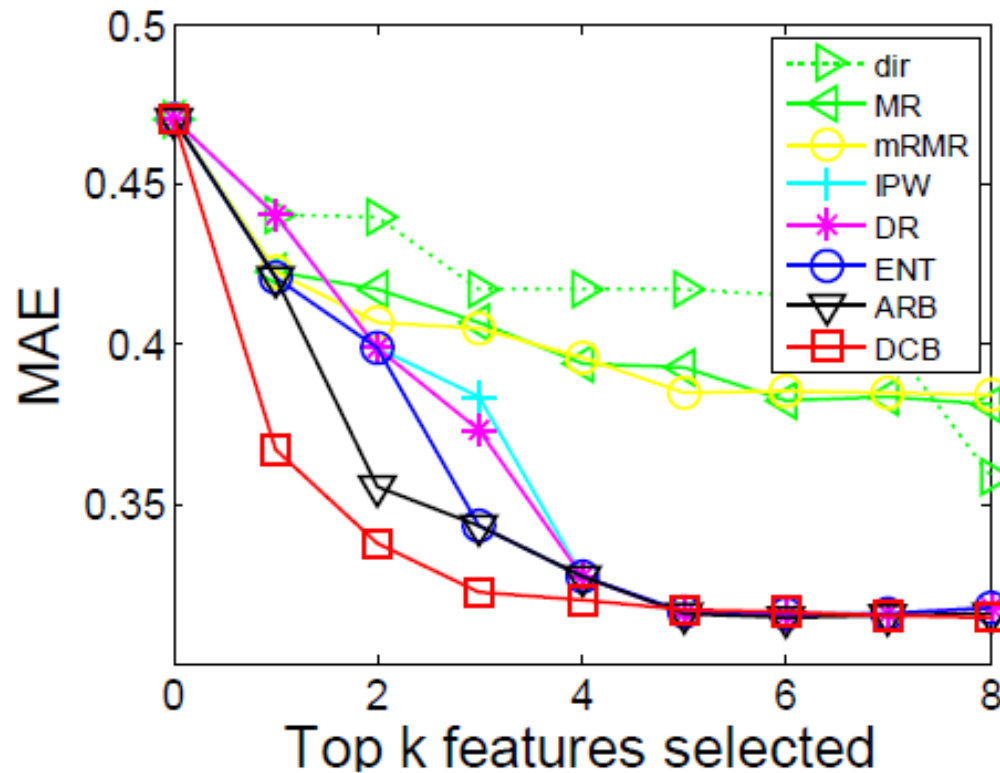 0.5
0.45
0.4
0.35
MAE
0 2 4 6 8
Top k features selected
dir
MR
mRMR
IPW
DR
ENT
ARB
DCB